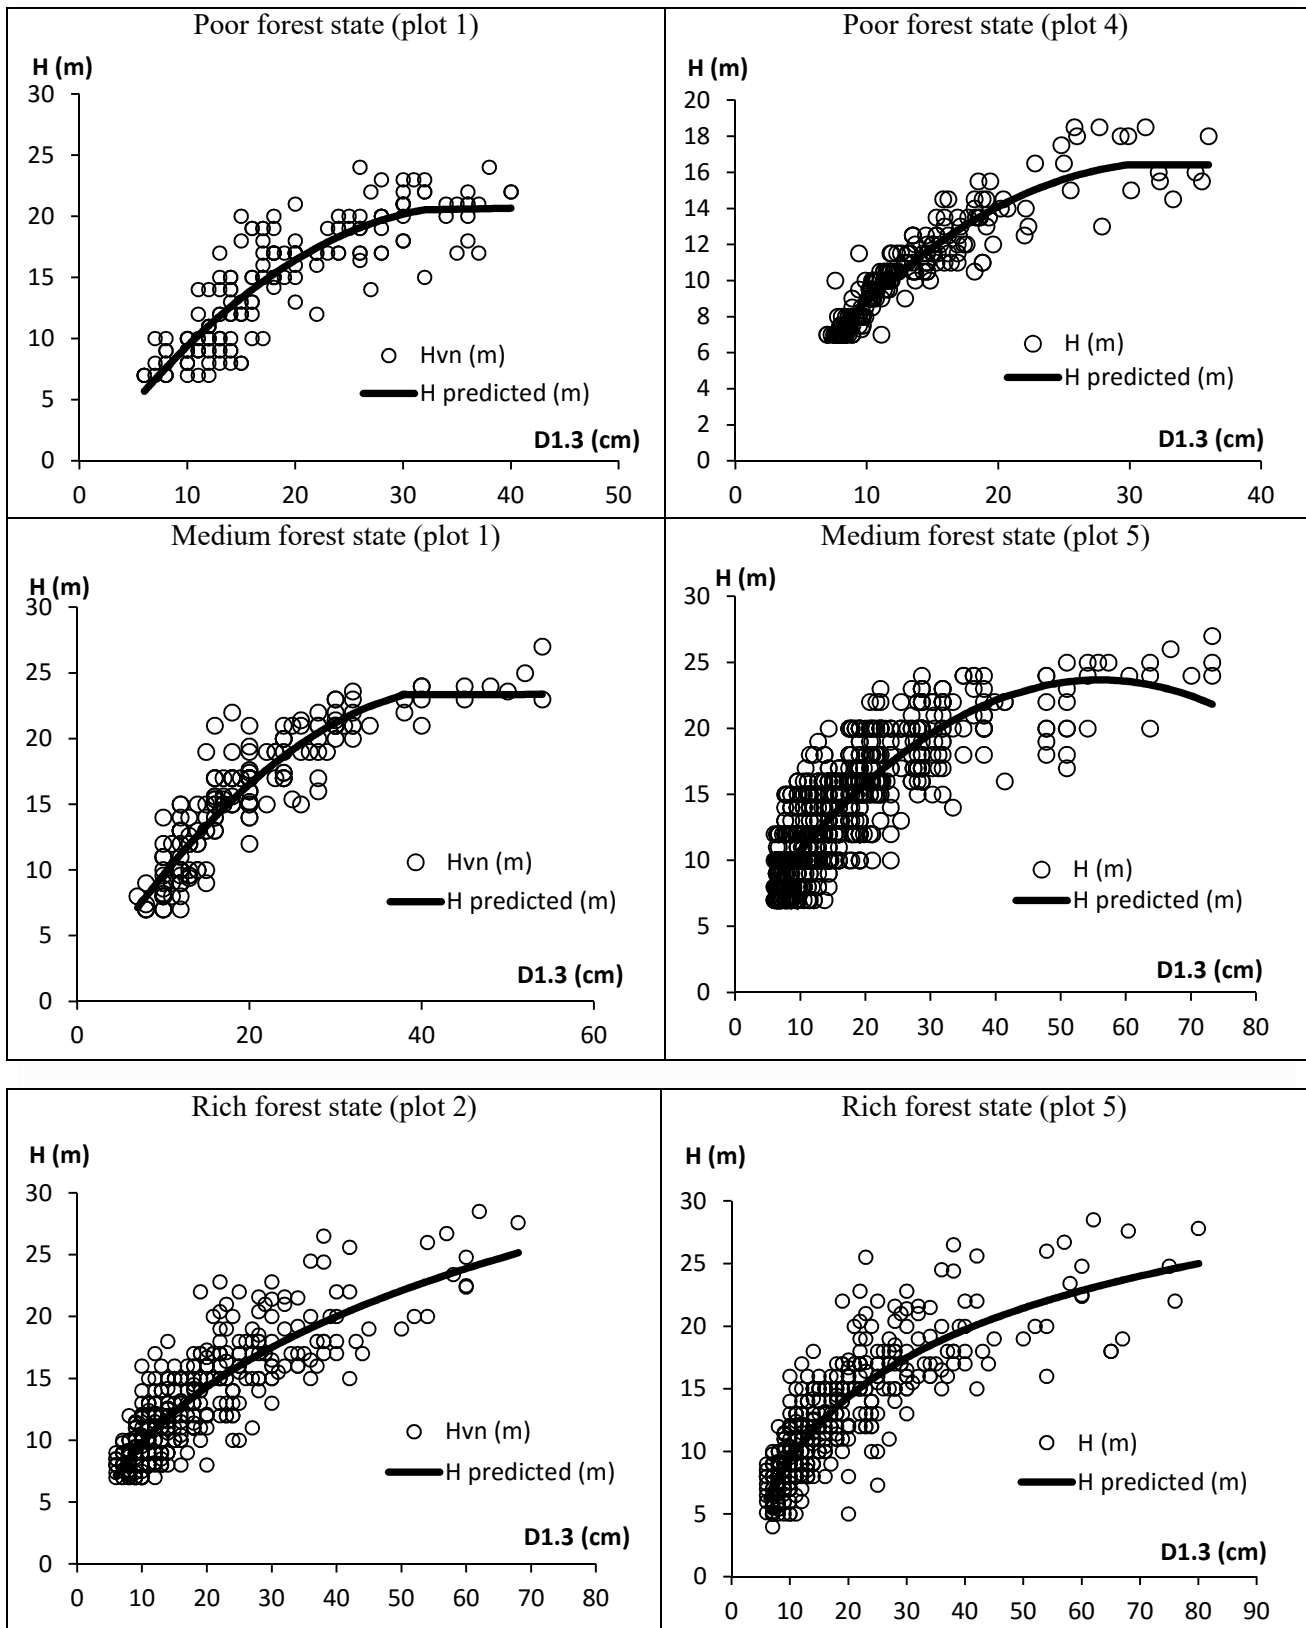 Poor forest state (plot 1)
H (m)
30
25
20
15
10
5
0
Hvn (m)
H predicted (m)
D1.3 (cm)
0 10 20 30 40 50
Poor forest state (plot 4)
H (m)
20
18
16
14
12
10
8
6
4
2
0
H (m)
H predicted (m)
D1.3 (cm)
0 10 20 30 40
Medium forest state (plot 1)
H (m)
30
25
20
15
10
5
0
Hvn (m)
H predicted (m)
D1.3 (cm)
0 20 40 60
Medium forest state (plot 5)
H (m)
30
25
20
15
10
5
0
H (m)
H predicted (m)
D1.3 (cm)
0 10 20 30 40 50 60 70 80
Rich forest state (plot 2)
H (m)
30
25
20
15
10
5
0
Hvn (m)
H predicted (m)
D1.3 (cm)
0 10 20 30 40 50 60 70 80
Rich forest state (plot 5)
H (m)
30
25
20
15
10
5
0
H (m)
H predicted (m)
D1.3 (cm)
0 10 20 30 40 50 60 70 80 90